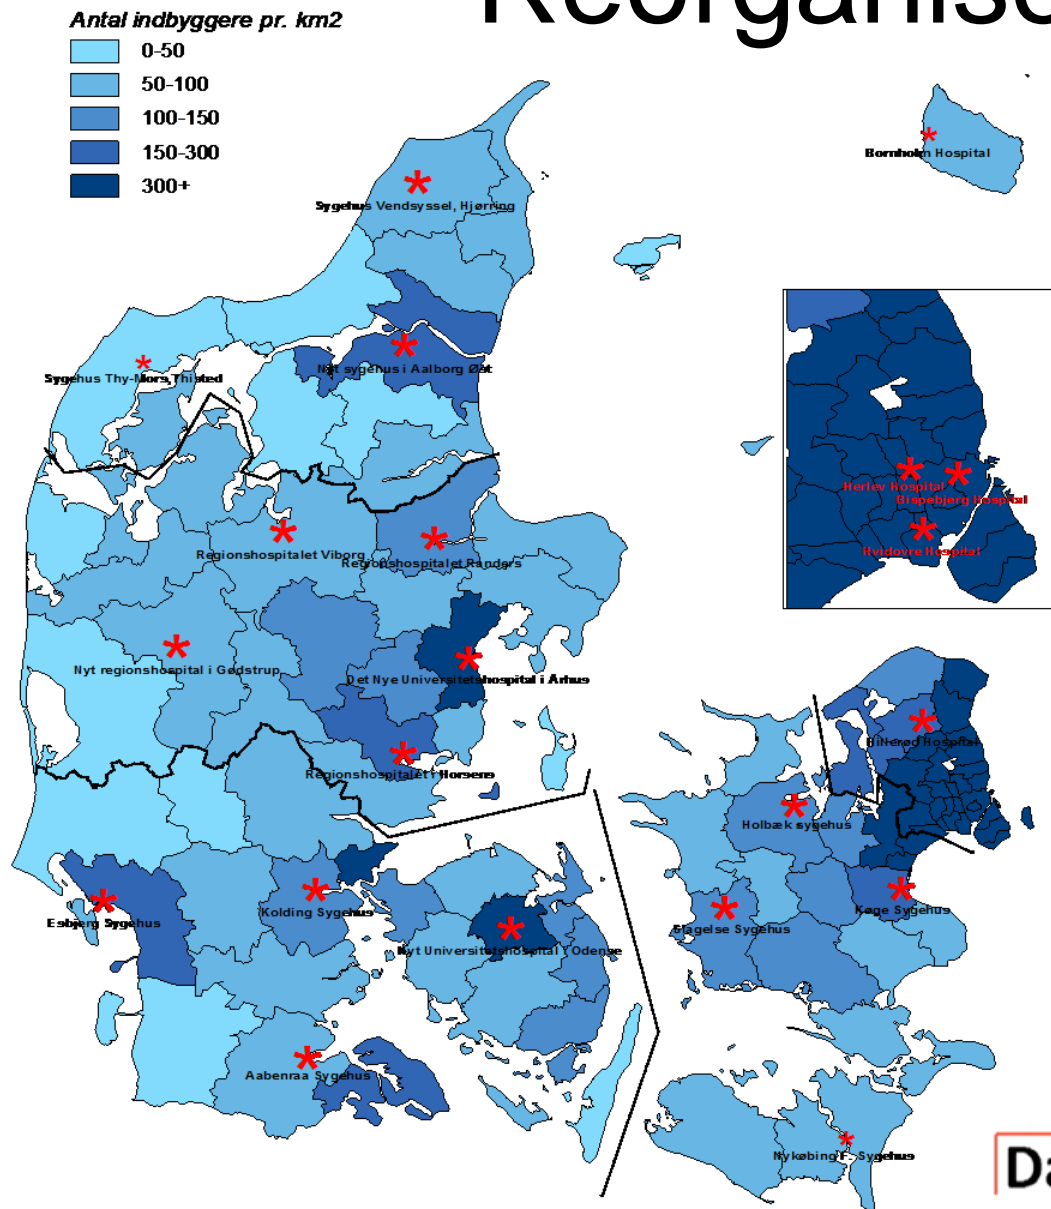 Antal indbyggere pr. km2
0-50
50-100
100-150
150-300
300+
Bornholm Hospital
Sygehus Vendsyssel, Hjørring
Nyt sygehus i Aalborg Øst
Sygehus Thy-Mors, Thisted
Herlev Hospital
Bispebjerg Hospital
Hvidovre Hospital
Regionshospitalet Viborg
Regionshospitalet Randers
Nyt regionshospital i Gødstrup
Det Nye Universitetshospital i Århus
Hillerød Hospital
Regionshospitalet i Horsens
Holbæk sygehus
Kolding Sygehus
Esbjerg Sygehus
Køge Sygehus
Slagelse Sygehus
Nyt Universitetshospital i Odense
Aabenraa Sygehus
Nykøbing F. Sygehus